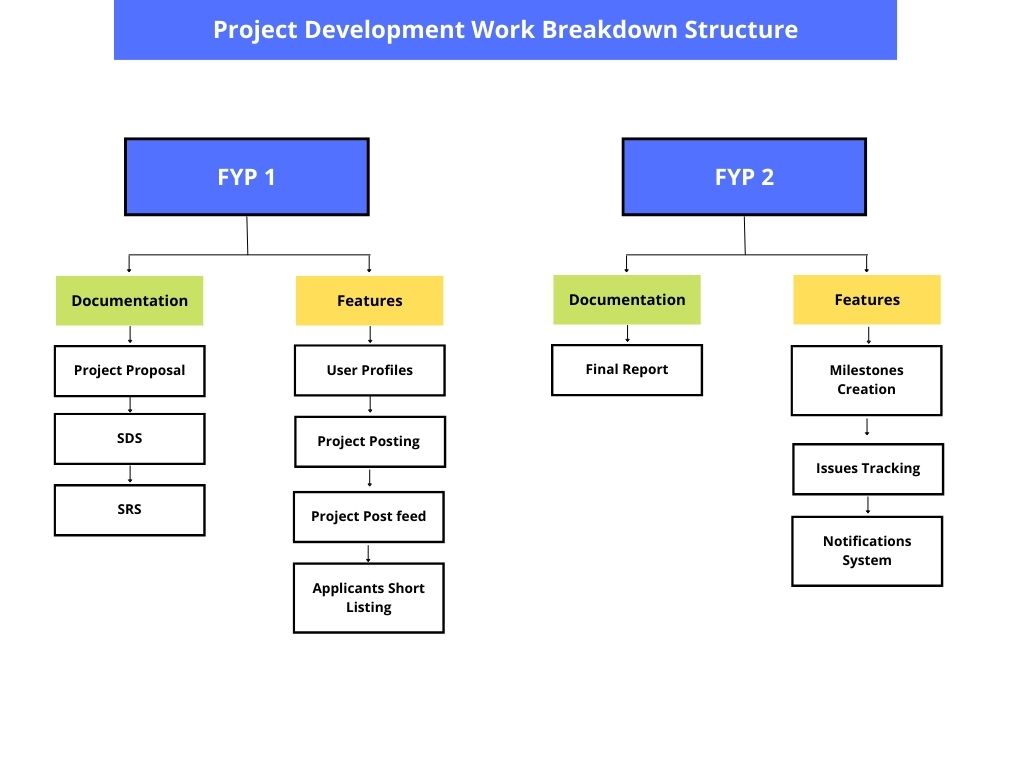 Project Development Work Breakdown Structure
FYP 1
Documentation
Project Proposal
SDS
SRS
Features
User Profiles
Project Posting
Project Post feed
Applicants Short
Listing
FYP 2
Documentation
Final Report
Features
Milestones
Creation
Issues Tracking
Notifications
System